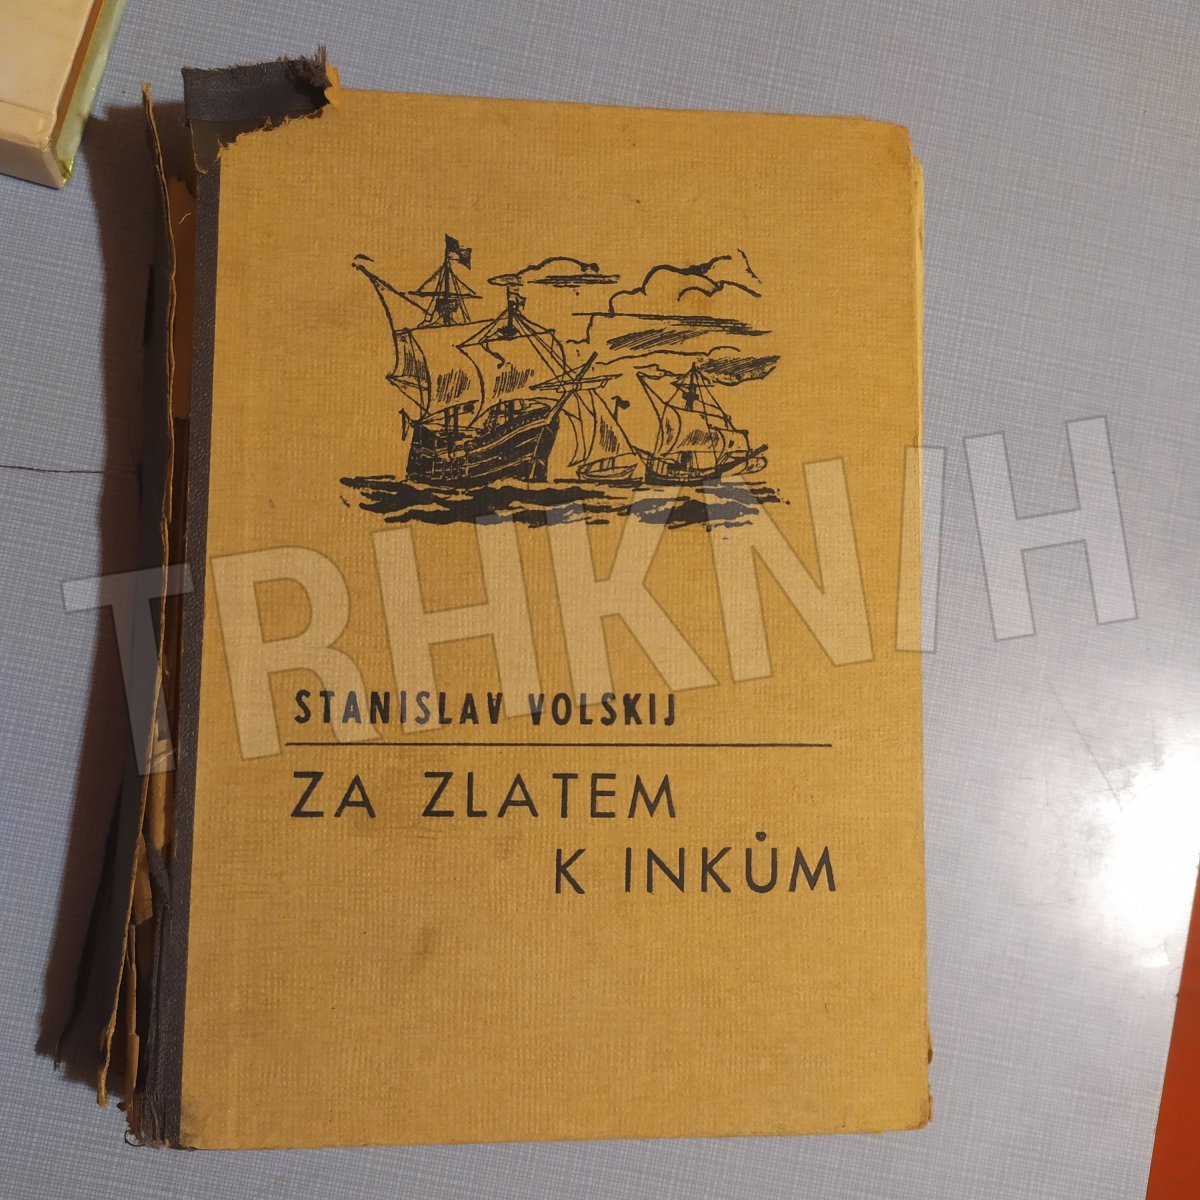 STANISLAV VOLSKIJ
ZA ZLATEM
K INKŮM
TRHKNIH